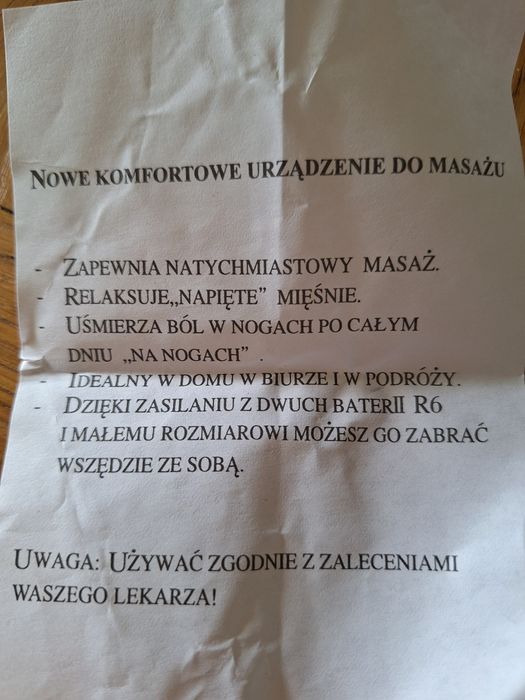 NOWE KOMFORTOWE URZĄDZENIE DO MASAŻU
- ZAPEWNIA NATYCHMIASTOWY MASAŻ.
- RELAKSUJE„NAPIĘTE” MIĘŚNIE.
- UŚMIERZA BÓL W NOGACH PO CAŁYM
DNIU „NA NOGACH” .
- IDEALNY W DOMU W BIURZE I W PODRÓŻY.
- DZIĘKI ZASILANIU Z DWUCH BATERII R6
I MAŁEMU ROZMIAROWI MOŻESZ GO ZABRAĆ
WSZĘDZIE ZE SOBĄ.
UWAGA: UŻYWAĆ ZGODNIE Z ZALECENIAMI
WASZEGO LEKARZA!